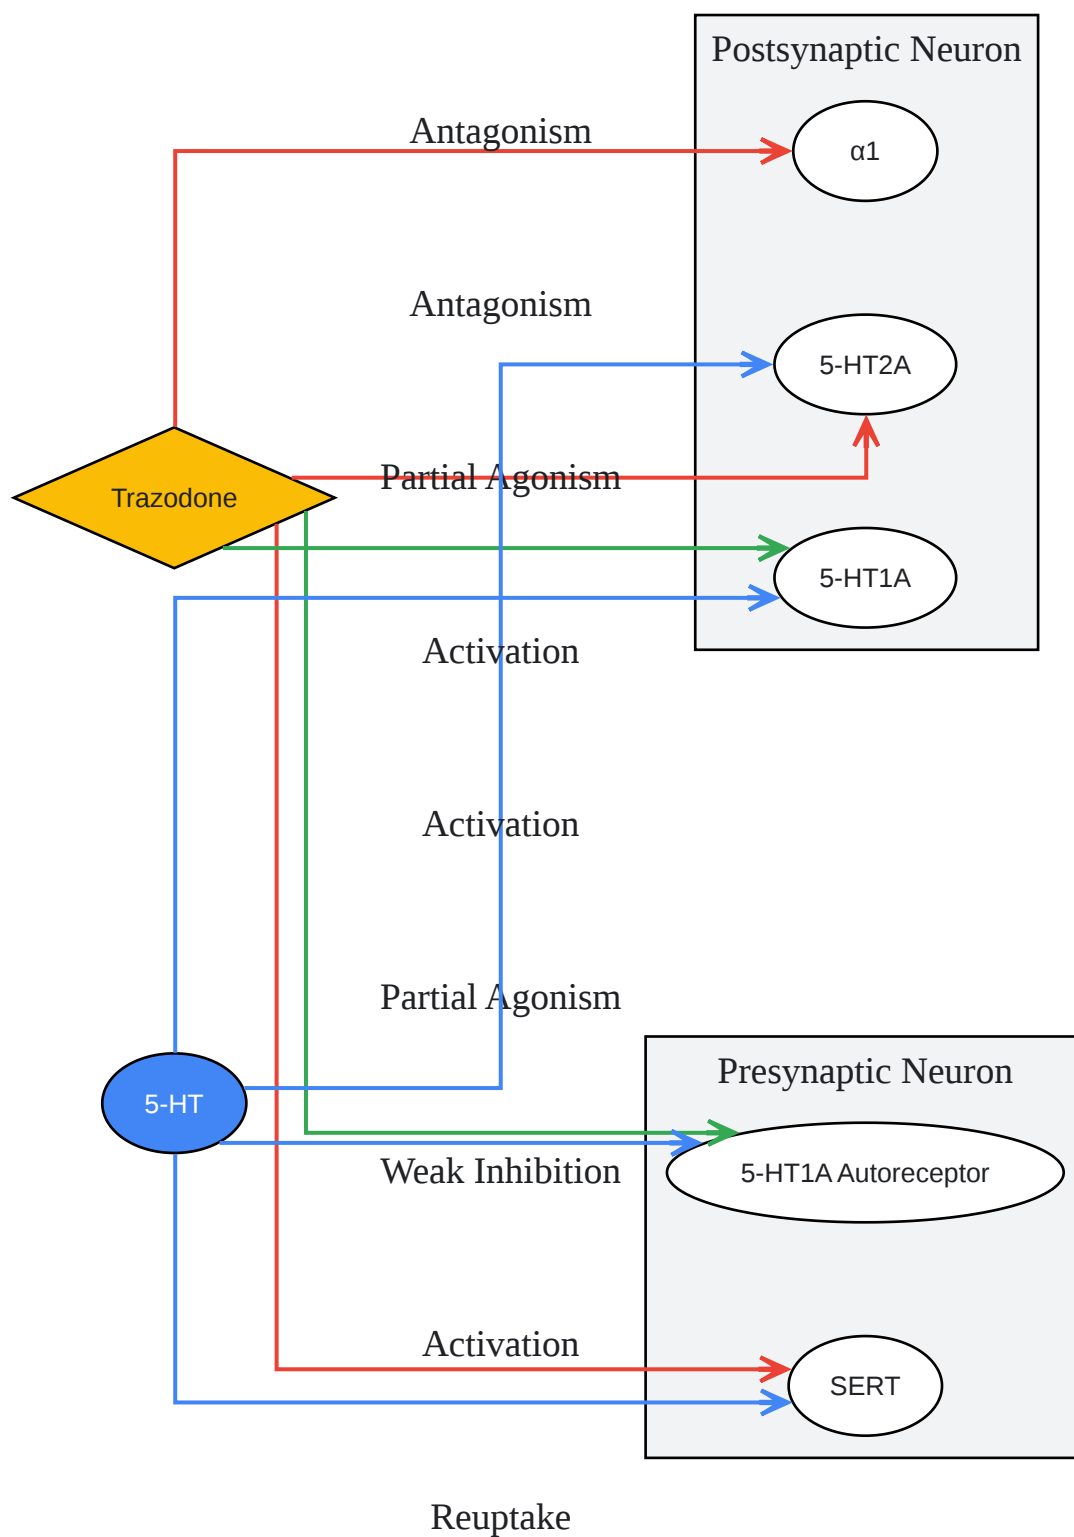 Postsynaptic Neuron
Antagonism
α1
Antagonism
5-HT2A
Partial Agonism
Trazodone
5-HT1A
Activation
Activation
Partial Agonism
Presynaptic Neuron
5-HT
Weak Inhibition
5-HT1A Autoreceptor
Activation
SERT
Reuptake